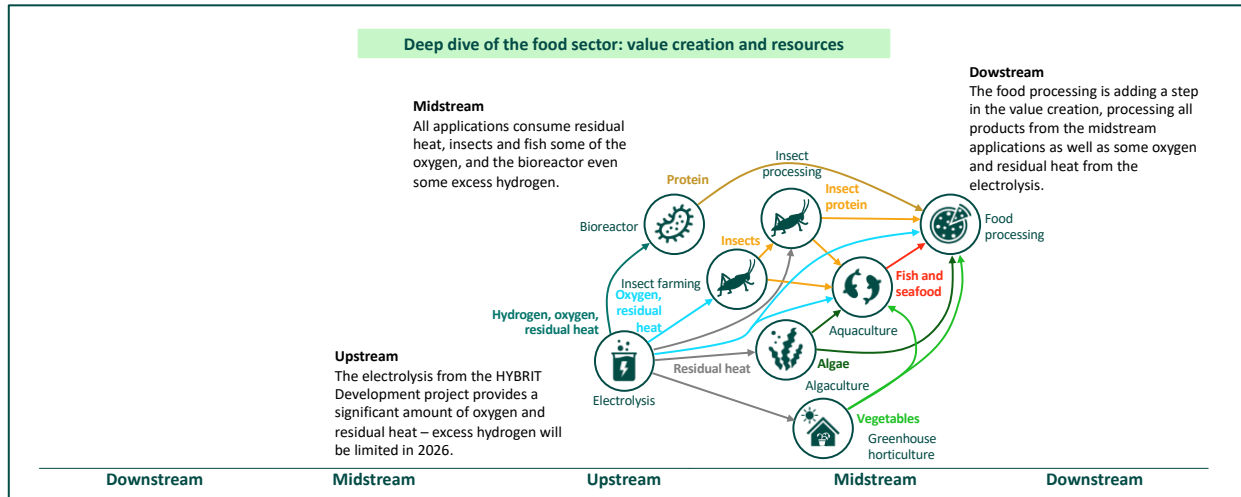 Deep dive of the food sector: value creation and resources
Dowstream
The food processing is adding a step
in the value creation, processing all
products from the midstream
applications as well as some oxygen
and residual heat from the
electrolysis.
Midstream
All applications consume residual
heat, insects and fish some of the
oxygen, and the bioreactor even
some excess hydrogen.
Insect
processing
Protein
Insect
protein
Bioreactor
Food
processing
Insects
Insect farming
Fish and
seafood
Oxygen,
residual
heat
Hydrogen, oxygen,
residual heat
Aquaculture
Upstream
The electrolysis from the HYBRIT
Development project provides a
significant amount of oxygen and
residual heat – excess hydrogen will
be limited in 2026.
Residual heat
Algae
Algaculture
Electrolysis
Vegetables
Greenhouse
horticulture
Downstream
Midstream
Upstream
Midstream
Downstream